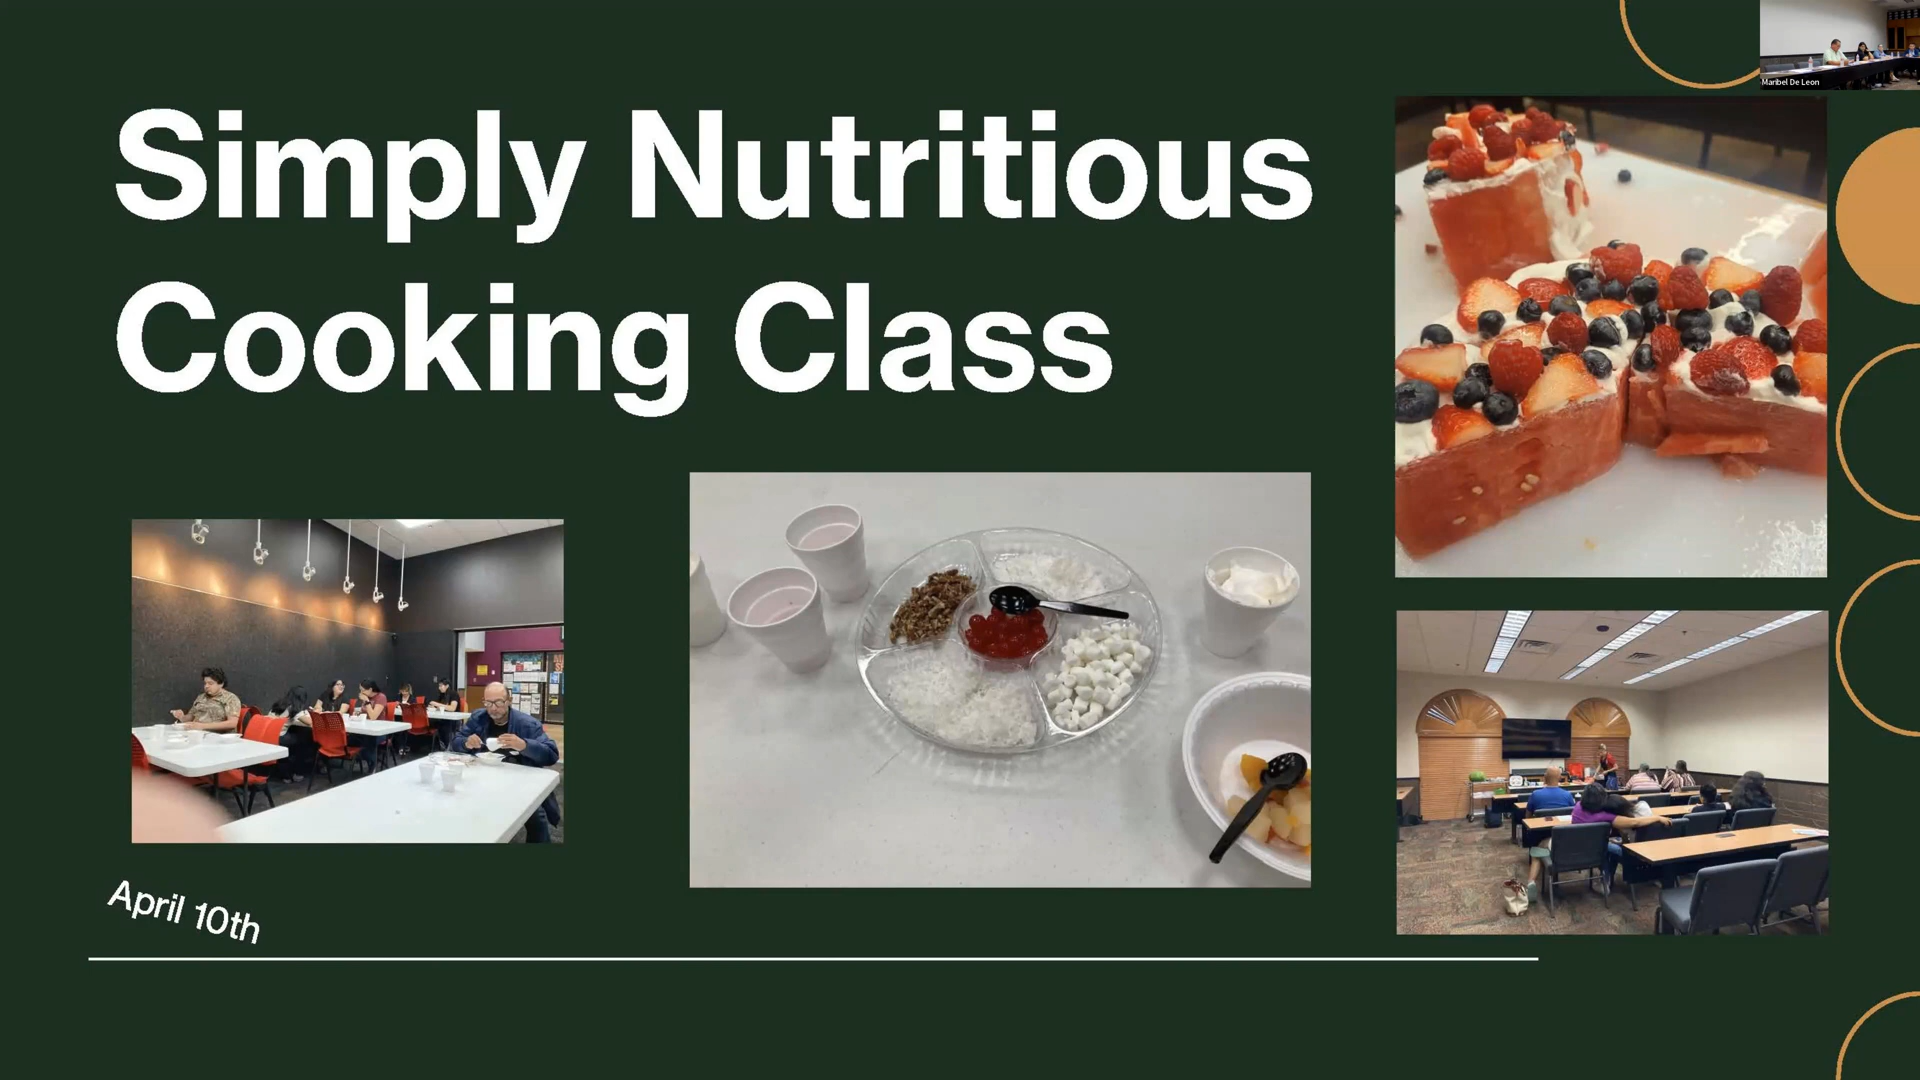 Simply Nutritious
Cooking Class
April 10th
Maribel De Leon